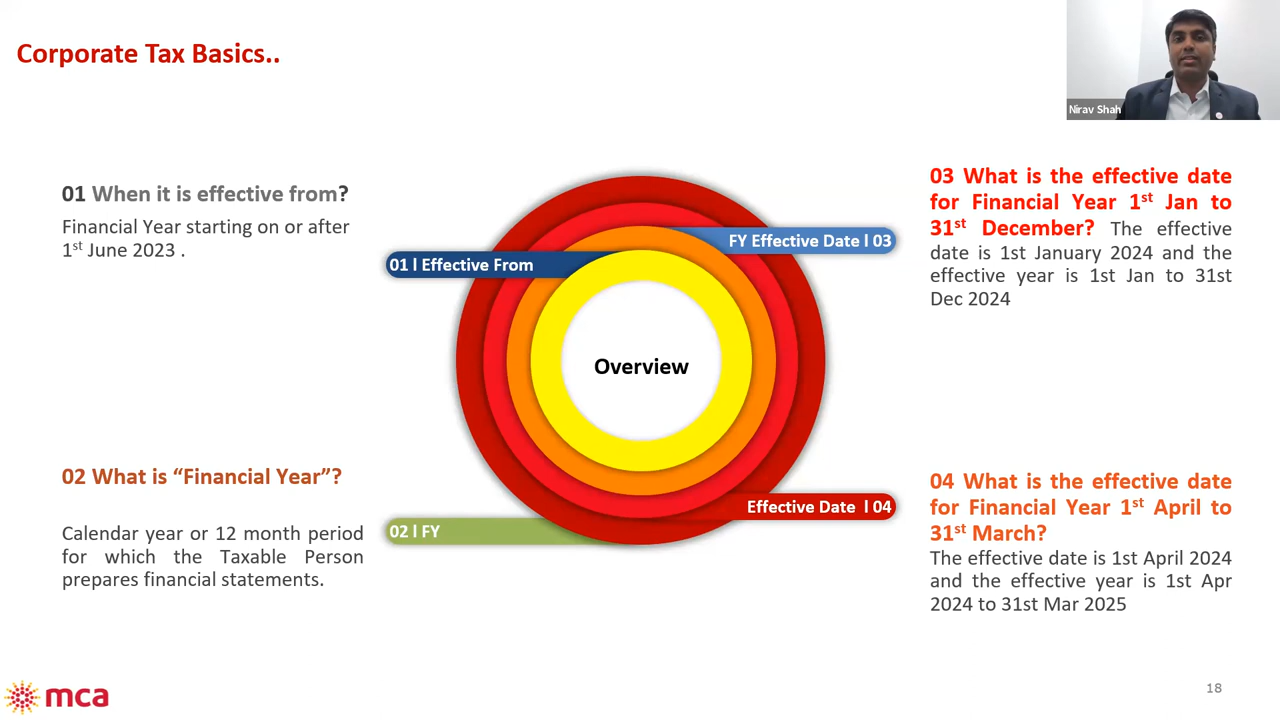 Corporate Tax Basics..
Nirav Shah
01 When it is effective from?
Financial Year starting on or after
1st June 2023 .
02 What is “Financial Year”?
Calendar year or 12 month period
for which the Taxable Person
prepares financial statements.
01 l Effective From
FY Effective Date l 03
Overview
02 l FY
Effective Date l 04
03 What is the effective date
for Financial Year 1st Jan to
31st December? The effective
date is 1st January 2024 and the
effective year is 1st Jan to 31st
Dec 2024
04 What is the effective date
for Financial Year 1st April to
31st March?
The effective date is 1st April 2024
and the effective year is 1st Apr
2024 to 31st Mar 2025
mca
18